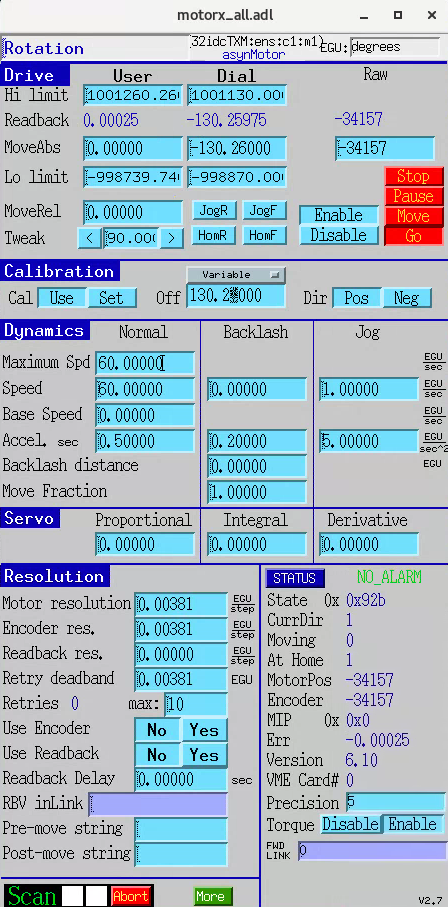 motorx_all.adl
Rotation 32idcTXM:ens:c1:m1) EGU: degrees
asynMotor
Drive User Dial Raw
Hi limit 1001260.26 1001130.00
Readback 0.00025 -130.25975 -34157
MoveAbs 0.00000 -130.26000 -34157
Lo limit -998739.74 -998870.00 Stop
Pause
MoveRel 0.00000 JogR JogF Enable Move
Tweak < 90.00 > HomR HomF Disable Go
Calibration Variable
Cal Use Set Off 130.26000 Dir Pos Neg
Dynamics Normal Backlash Jog
Maximum Spd 60.00000 EGU sec
Speed 60.00000 0.00000 1.00000 EGU sec
Base Speed 0.00000 EGU sec
Accel. sec 0.50000 0.20000 5.00000 EGU sec^2
Backlash distance 0.00000 EGU
Move Fraction 1.00000
Servo Proportional Integral Derivative
0.00000 0.00000 0.00000
Resolution
Motor resolution 0.00381 EGU step
Encoder res. 0.00381 EGU step
Readback res. 0.00000 EGU step
Retry deadband 0.00381 EGU
Retries 0 max: 10
Use Encoder No Yes
Use Readback No Yes
Readback Delay 0.00000 sec
RBV inLink
Pre-move string
Post-move string
Scan Abort More
STATUS NO_ALARM
State 0x 0x92b
CurrDir 1
Moving 0
At Home 1
MotorPos -34157
Encoder -34157
MIP 0x 0x0
Err -0.00025
Version 6.10
VME Card# 0
Precision 5
Torque Disable Enable
FWD LINK 0
V2.7